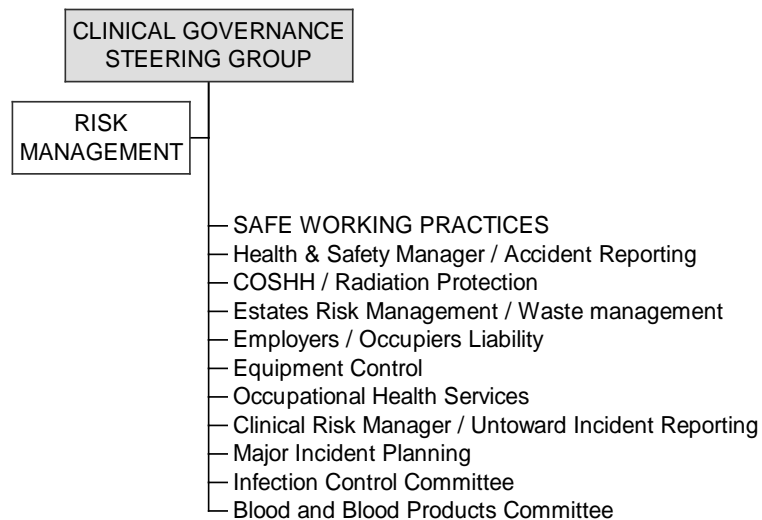 CLINICAL GOVERNANCE
STEERING GROUP
RISK
MANAGEMENT
SAFE WORKING PRACTICES
Health & Safety Manager / Accident Reporting
COSHH / Radiation Protection
Estates Risk Management / Waste management
Employers / Occupiers Liability
Equipment Control
Occupational Health Services
Clinical Risk Manager / Untoward Incident Reporting
Major Incident Planning
Infection Control Committee
Blood and Blood Products Committee